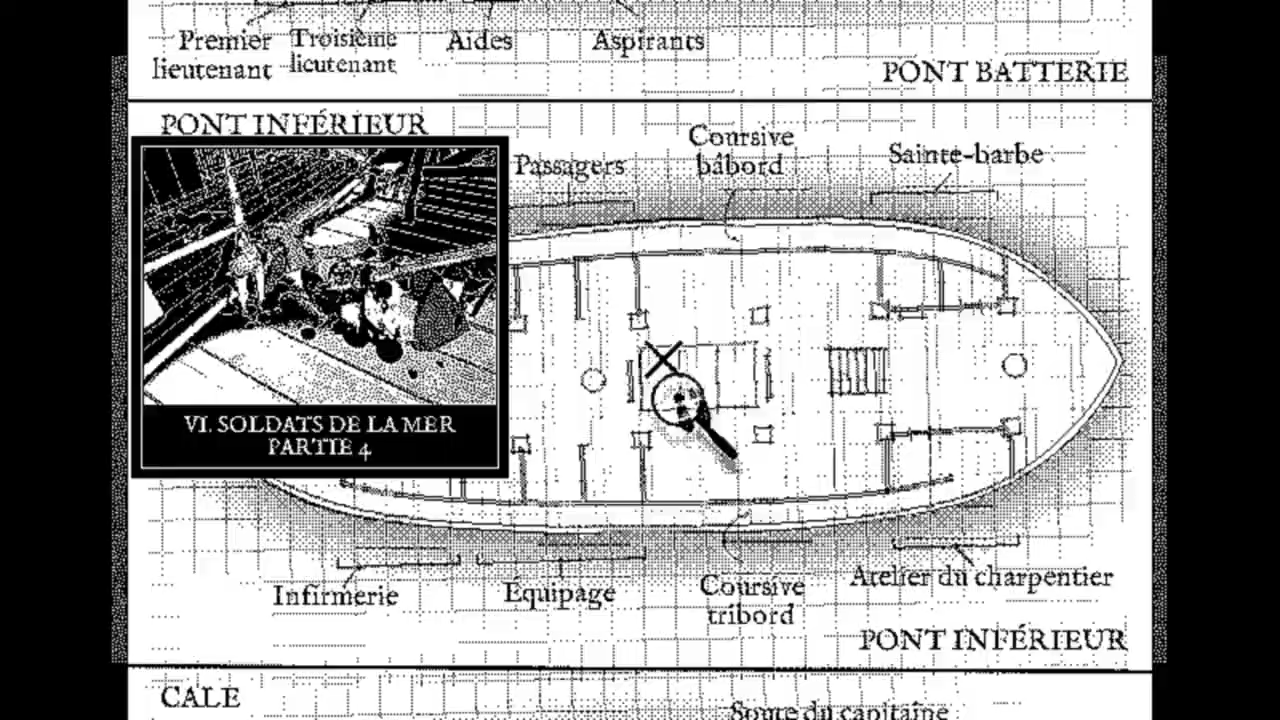 Premier
lieutenant
Troisième
lieutenant
Aides
Aspirants
PONT BATTERIE
PONT INFÉRIEUR
Passagers
Coursive
bâbord
Sainte-barbe
VI. SOLDATS DE LA MER
PARTIE 4
Infirmerie
Équipage
Coursive
tribord
Atelier du charpentier
PONT INFÉRIEUR
CALE
Soute du capitaine